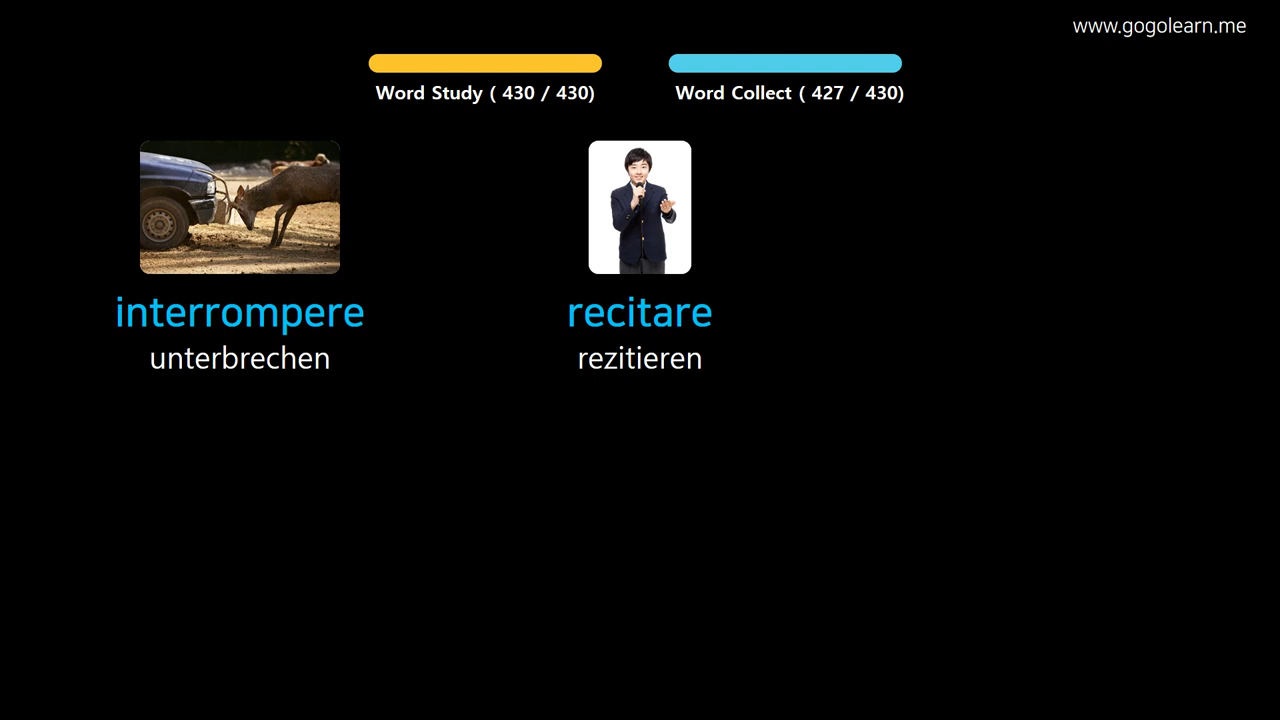 www.gogolearn.me
Word Study ( 430 / 430)
Word Collect ( 427 / 430)
interrompere
unterbrechen
recitare
rezitieren